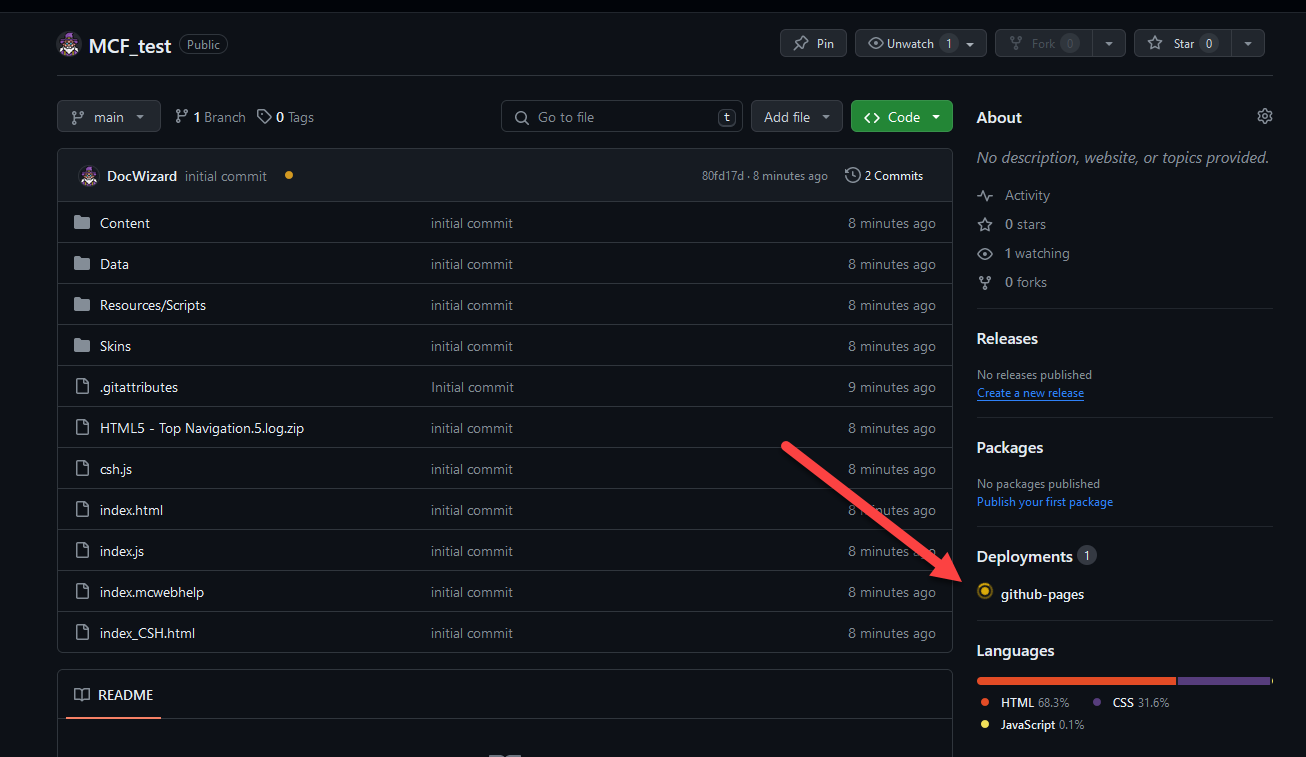 MCF_test Public Pin Unwatch 1 Fork 0 Star 0
main 1 Branch 0 Tags Go to file t Add file Code
DocWizard initial commit 80fd17d · 8 minutes ago 2 Commits
Content initial commit 8 minutes ago
Data initial commit 8 minutes ago
Resources/Scripts initial commit 8 minutes ago
Skins initial commit 8 minutes ago
.gitattributes Initial commit 9 minutes ago
HTML5 - Top Navigation.5.log.zip initial commit 8 minutes ago
csh.js initial commit 8 minutes ago
index.html initial commit 8 minutes ago
index.js initial commit 8 minutes ago
index.mcwebhelp initial commit 8 minutes ago
index_CSH.html initial commit 8 minutes ago
README
About
No description, website, or topics provided.
Activity
0 stars
1 watching
0 forks
Releases
No releases published
Create a new release
Packages
No packages published
Publish your first package
Deployments 1
github-pages
Languages
HTML 68.3% CSS 31.6%
JavaScript 0.1%